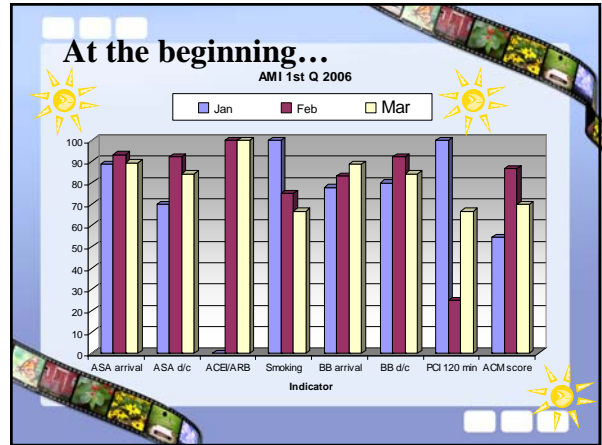 At the beginning…
AMI 1st Q 2006
Jan Feb Mar
100
90
80
70
60
50
40
30
20
10
0
ASA arrival ASA d/c ACEI/ARB Smoking BB arrival BB d/c PCI 120 min ACM score
Indicator